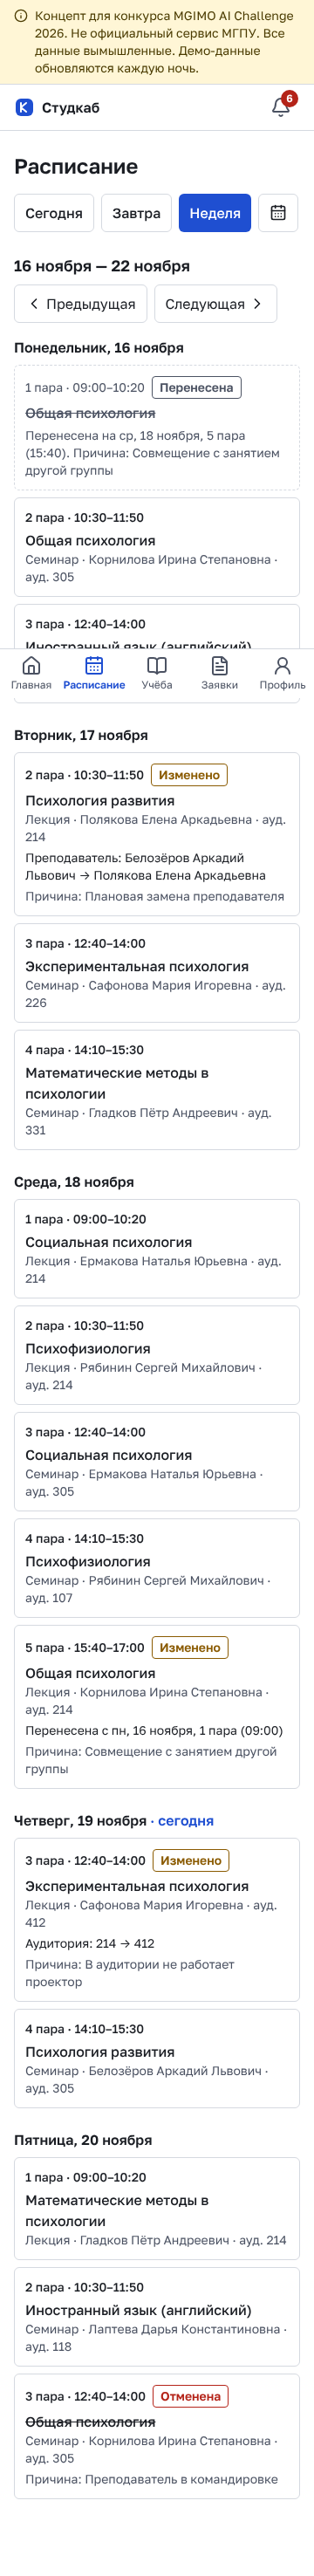 Концепт для конкурса MGIMO AI Challenge
2026. Не официальный сервис МГПУ. Все
данные вымышленные. Демо-данные
обновляются каждую ночь.
Студкаб
6
Расписание
Сегодня
Завтра
Неделя
16 ноября — 22 ноября
Предыдущая
Следующая
Понедельник, 16 ноября
1 пара · 09:00–10:20 Перенесена
Общая психология
Перенесена на ср, 18 ноября, 5 пара
(15:40). Причина: Совмещение с занятием
другой группы
2 пара · 10:30–11:50
Общая психология
Семинар · Корнилова Ирина Степановна ·
ауд. 305
3 пара · 12:40–14:00
Иностранный язык (английский)
Главная
Расписание
Учёба
Заявки
Профиль
Вторник, 17 ноября
2 пара · 10:30–11:50 Изменено
Психология развития
Лекция · Полякова Елена Аркадьевна · ауд.
214
Преподаватель: Белозёров Аркадий
Львович → Полякова Елена Аркадьевна
Причина: Плановая замена преподавателя
3 пара · 12:40–14:00
Экспериментальная психология
Семинар · Сафонова Мария Игоревна · ауд.
226
4 пара · 14:10–15:30
Математические методы в
психологии
Семинар · Гладков Пётр Андреевич · ауд.
331
Среда, 18 ноября
1 пара · 09:00–10:20
Социальная психология
Лекция · Ермакова Наталья Юрьевна · ауд.
214
2 пара · 10:30–11:50
Психофизиология
Лекция · Рябинин Сергей Михайлович ·
ауд. 214
3 пара · 12:40–14:00
Социальная психология
Семинар · Ермакова Наталья Юрьевна ·
ауд. 305
4 пара · 14:10–15:30
Психофизиология
Семинар · Рябинин Сергей Михайлович ·
ауд. 107
5 пара · 15:40–17:00 Изменено
Общая психология
Лекция · Корнилова Ирина Степановна ·
ауд. 214
Перенесена с пн, 16 ноября, 1 пара (09:00)
Причина: Совмещение с занятием другой
группы
Четверг, 19 ноября · сегодня
3 пара · 12:40–14:00 Изменено
Экспериментальная психология
Лекция · Сафонова Мария Игоревна · ауд.
412
Аудитория: 214 → 412
Причина: В аудитории не работает
проектор
4 пара · 14:10–15:30
Психология развития
Семинар · Белозёров Аркадий Львович ·
ауд. 305
Пятница, 20 ноября
1 пара · 09:00–10:20
Математические методы в
психологии
Лекция · Гладков Пётр Андреевич · ауд. 214
2 пара · 10:30–11:50
Иностранный язык (английский)
Семинар · Лаптева Дарья Константиновна ·
ауд. 118
3 пара · 12:40–14:00 Отменена
Общая психология
Семинар · Корнилова Ирина Степановна ·
ауд. 305
Причина: Преподаватель в командировке